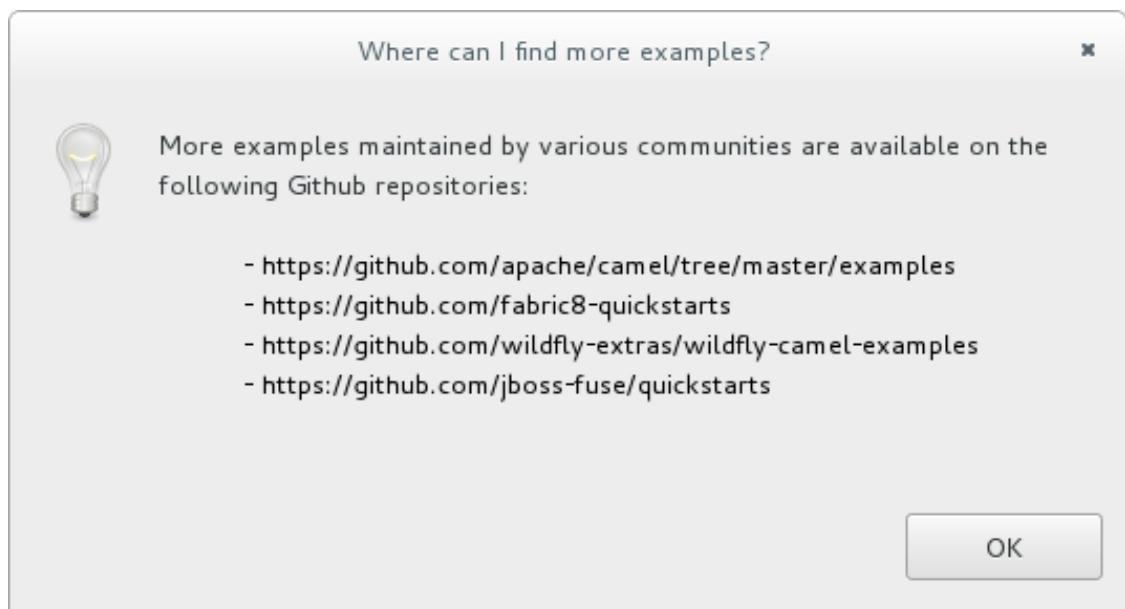 Where can I find more examples?
More examples maintained by various communities are available on the
following Github repositories:
- https://github.com/apache/camel/tree/master/examples
- https://github.com/fabric8-quickstarts
- https://github.com/wildfly-extras/wildfly-camel-examples
- https://github.com/jboss-fuse/quickstarts
OK